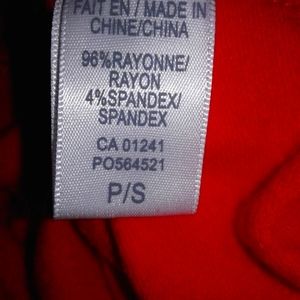 FAIT EN / MADE IN
CHINE/CHINA
96%RAYONNE/
RAYON
4%SPANDEX/
SPANDEX
CA 01241
PO564521
P/S